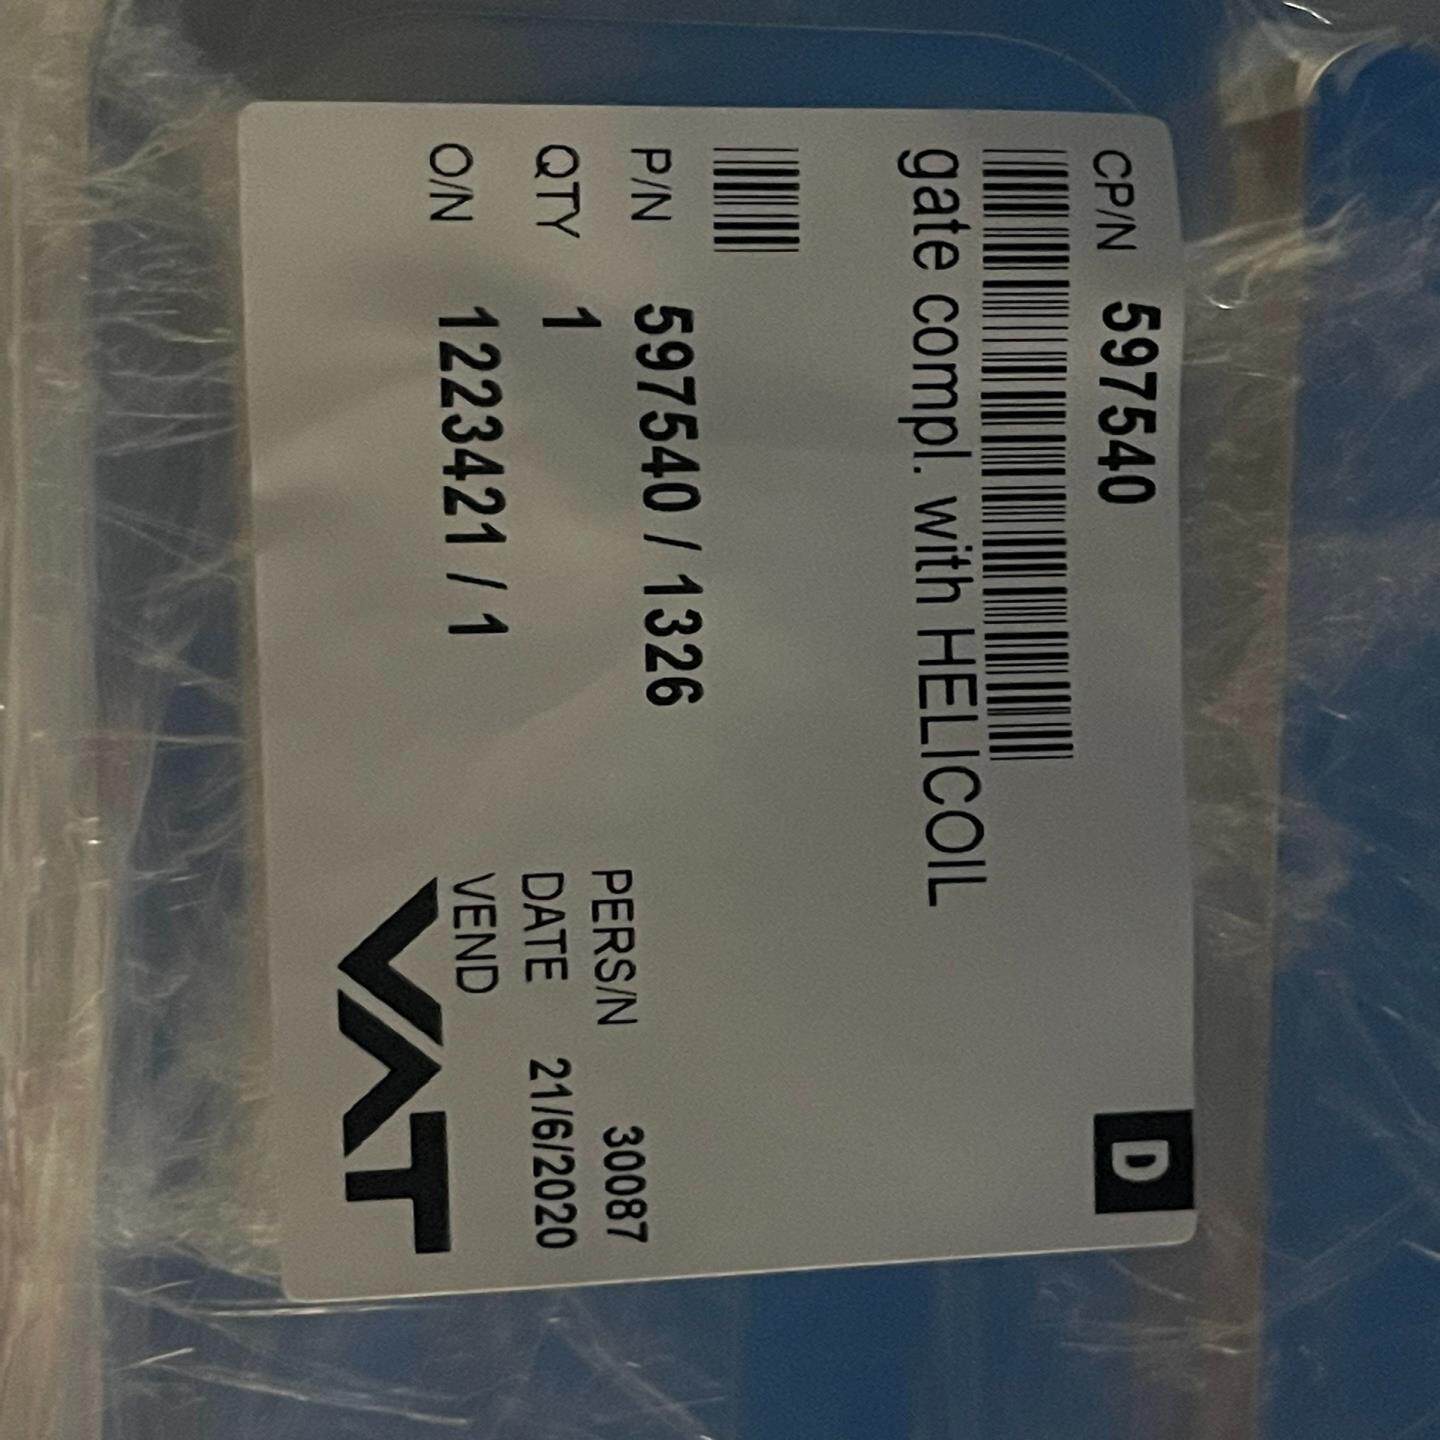 CP/N 597540 D
gate compl. with HELICOIL
P/N 597540 / 1326
QTY 1
O/N 1223421 / 1
PERS/N 30087
DATE 21/6/2020
VEND
VAT